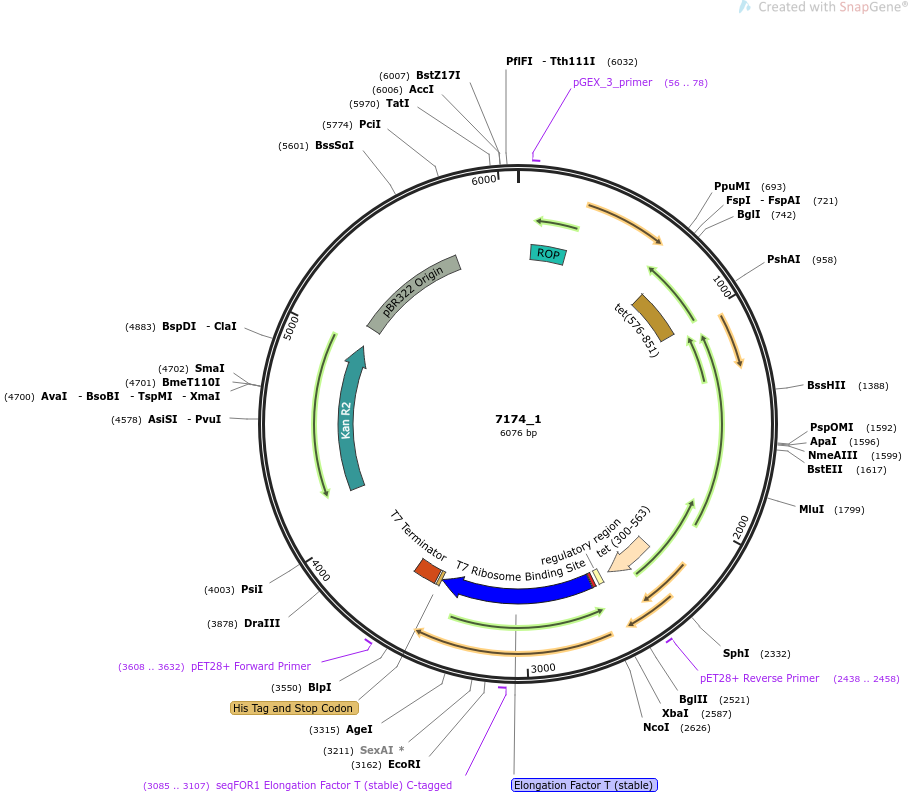 Created with SnapGene®
PflFI - Tth111I (6032)
pGEX_3_primer (56 .. 78)
(6007) BstZ17I
(6006) AccI
(5970) TatI
(5774) PciI
(5601) BssSαI
6000
PpuMI (693)
FspI - FspAI (721)
BglI (742)
PshAI (958)
1000
ROP
tet(576-851)
pBR322 Origin
5000
(4883) BspDI - ClaI
(4702) SmaI
(4701) BmeT110I
(4700) AvaI - BsoBI - TspMI - XmaI
(4578) AsiSI - PvuI
Kan R2
7174_1
6076 bp
BssHII (1388)
PspOMI (1592)
ApaI (1596)
NmeAIII (1599)
BstEII (1617)
MluI (1799)
2000
T7 Terminator
T7 Ribosome Binding Site
regulatory region
tet (300-563)
4000
(4003) PsiI
(3878) DraIII
(3608 .. 3632) pET28+ Forward Primer
(3550) BlpI
His Tag and Stop Codon
(3315) AgeI
(3211) SexAI *
(3162) EcoRI
(3085 .. 3107) seqFOR1 Elongation Factor T (stable) C-tagged
3000
SphI (2332)
pET28+ Reverse Primer (2438 .. 2458)
BglII (2521)
XbaI (2587)
NcoI (2626)
Elongation Factor T (stable)